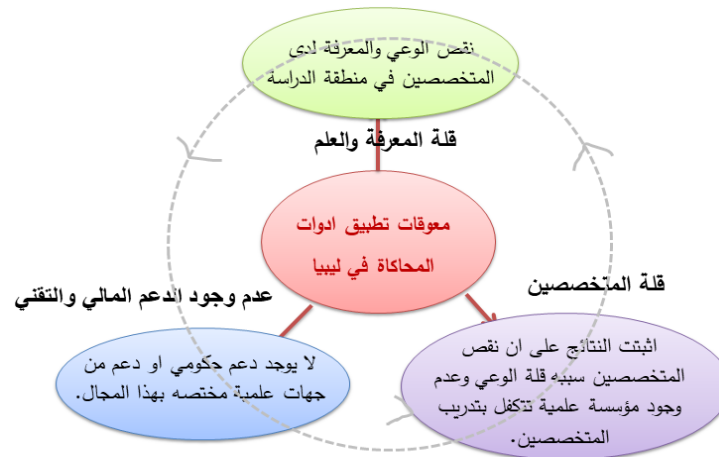 نقص الوعي والمعرفة لدى
المتخصصين في منطقة الدراسة
قلة المعرفة والعلم
معوقات تطبيق ادوات
المحاكاة في ليبيا
قلة المتخصصين
عدم وجود الدعم المالي والتقني
اثبتت النتائج على ان نقص
المتخصصين سببه قلة الوعي وعدم
وجود مؤسسة علمية تتكفل بتدريب
المتخصصين.
لا يوجد دعم حكومي او دعم من
جهات علمية مختصه بهذا المجال.